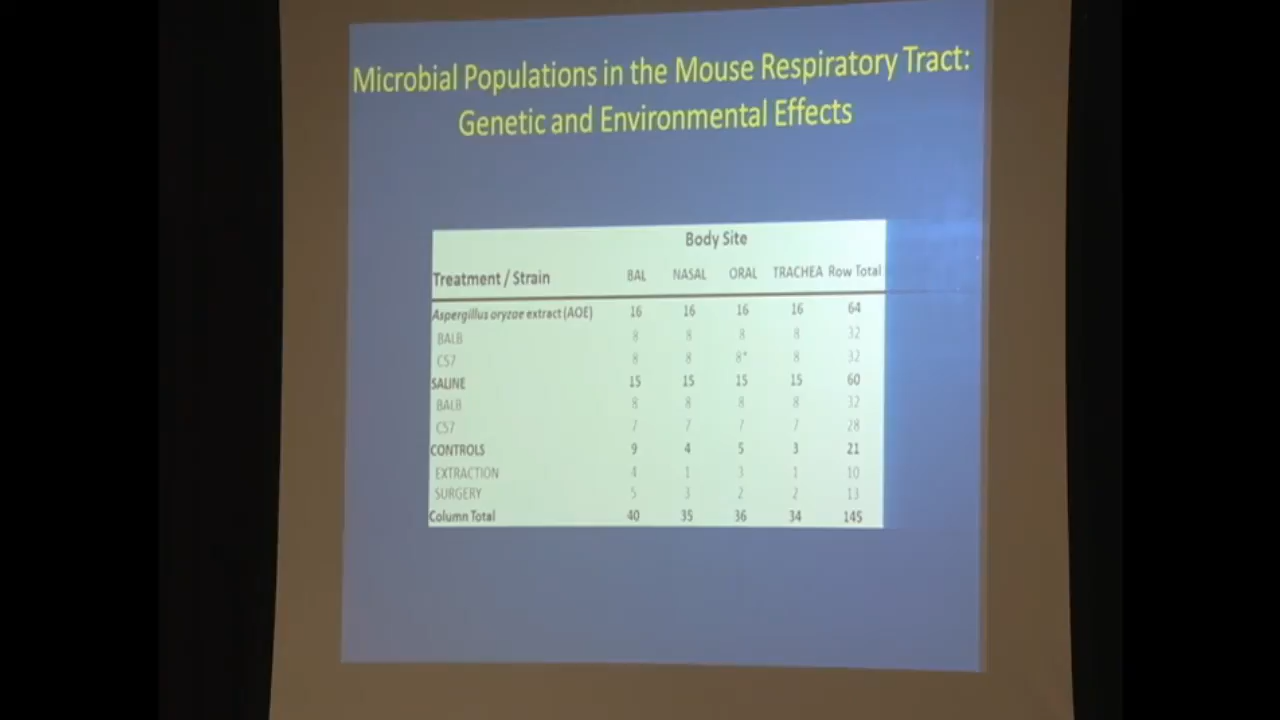 Microbial Populations in the Mouse Respiratory Tract:
Genetic and Environmental Effects
Body Site
Treatment / Strain BAL NASAL ORAL TRACHEA Row Total
Aspergillus oryzae extract (AOE) 16 16 16 16 64
BALB 8 8 8 8 32
C57 8 8 8* 8 32
SALINE 15 15 15 15 60
BALB 8 8 8 8 32
C57 7 7 7 7 28
CONTROLS 9 4 5 3 21
EXTRACTION 4 1 3 1 10
SURGERY 5 3 2 2 13
Column Total 40 35 36 34 145